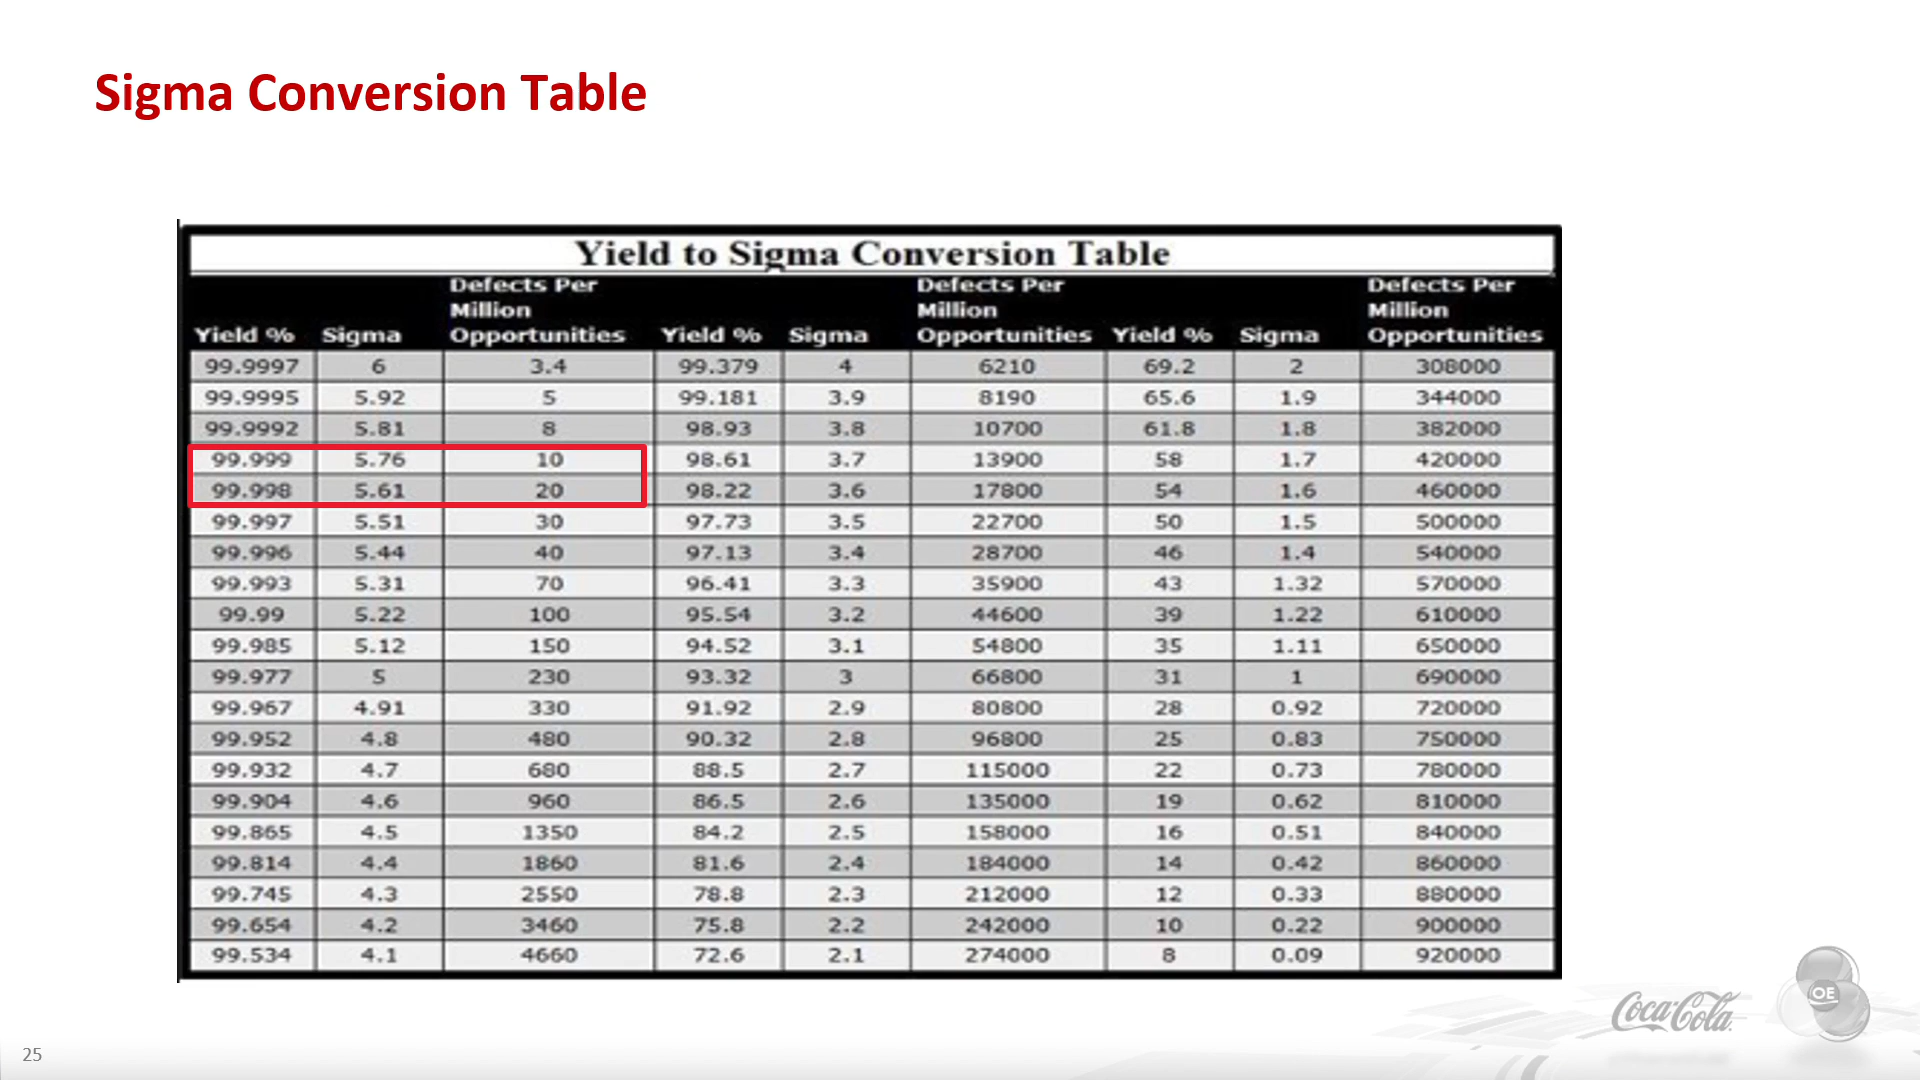 Sigma Conversion Table
Yield to Sigma Conversion Table
Yield % Sigma Defects Per Million Opportunities Yield % Sigma Defects Per Million Opportunities Yield % Sigma Defects Per Million Opportunities
99.9997 6 3.4 99.379 4 6210 69.2 2 308000
99.9995 5.92 5 99.181 3.9 8190 65.6 1.9 344000
99.9992 5.81 8 98.93 3.8 10700 61.8 1.8 382000
99.999 5.76 10 98.61 3.7 13900 58 1.7 420000
99.998 5.61 20 98.22 3.6 17800 54 1.6 460000
99.997 5.51 30 97.73 3.5 22700 50 1.5 500000
99.996 5.44 40 97.13 3.4 28700 46 1.4 540000
99.993 5.31 70 96.41 3.3 35900 43 1.32 570000
99.99 5.22 100 95.54 3.2 44600 39 1.22 610000
99.985 5.12 150 94.52 3.1 54800 35 1.11 650000
99.977 5 230 93.32 3 66800 31 1 690000
99.967 4.91 330 91.92 2.9 80800 28 0.92 720000
99.952 4.8 480 90.32 2.8 96800 25 0.83 750000
99.932 4.7 680 88.5 2.7 115000 22 0.73 780000
99.904 4.6 960 86.5 2.6 135000 19 0.62 810000
99.865 4.5 1350 84.2 2.5 158000 16 0.51 840000
99.814 4.4 1860 81.6 2.4 184000 14 0.42 860000
99.745 4.3 2550 78.8 2.3 212000 12 0.33 880000
99.654 4.2 3460 75.8 2.2 242000 10 0.22 900000
99.534 4.1 4660 72.6 2.1 274000 8 0.09 920000
Coca-Cola
OE
25